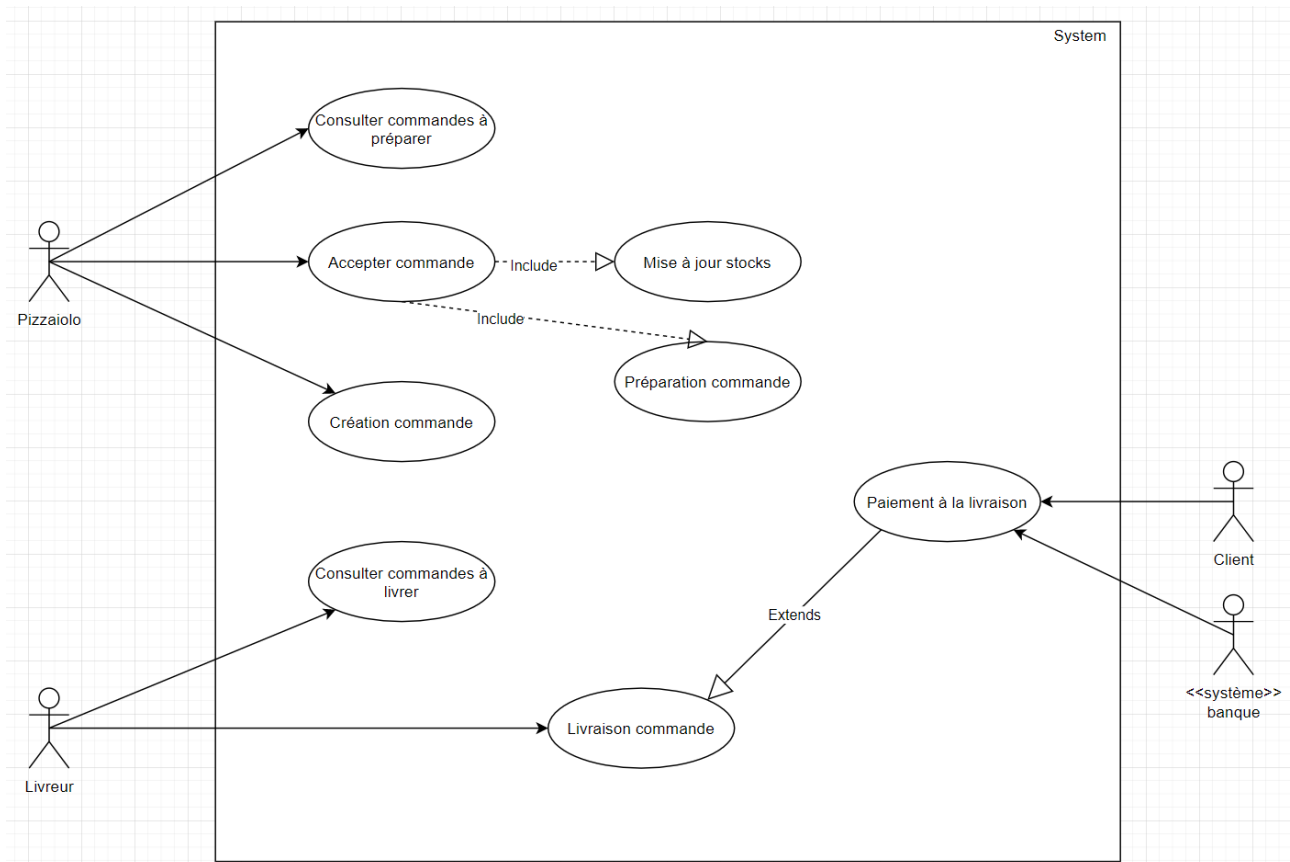 System
Consulter commandes à
préparer
Accepter commande
Include
Mise à jour stocks
Pizzaiolo
Include
Préparation commande
Création commande
Paiement à la livraison
Client
Consulter commandes à
livrer
Extends
<<système>>
banque
Livraison commande
Livreur